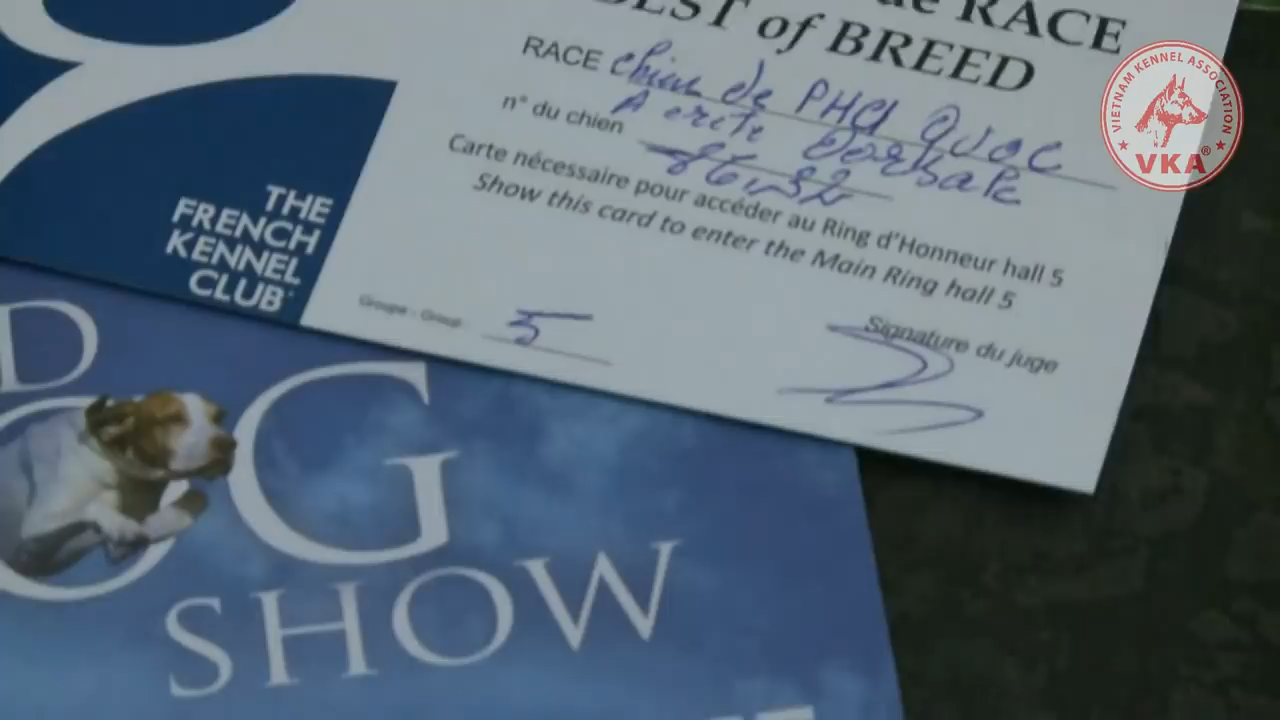 de RACE
BEST of BREED
RACE chien de PHU QUOC
n° du chien
Carte nécessaire pour accéder au Ring d'Honneur hall 5
Show this card to enter the Main Ring hall 5
Groupe - Group 5
Signature du juge
THE
FRENCH
KENNEL
CLUB
D
OG
SHOW
VIETNAM KENNEL ASSOCIATION
VKA®